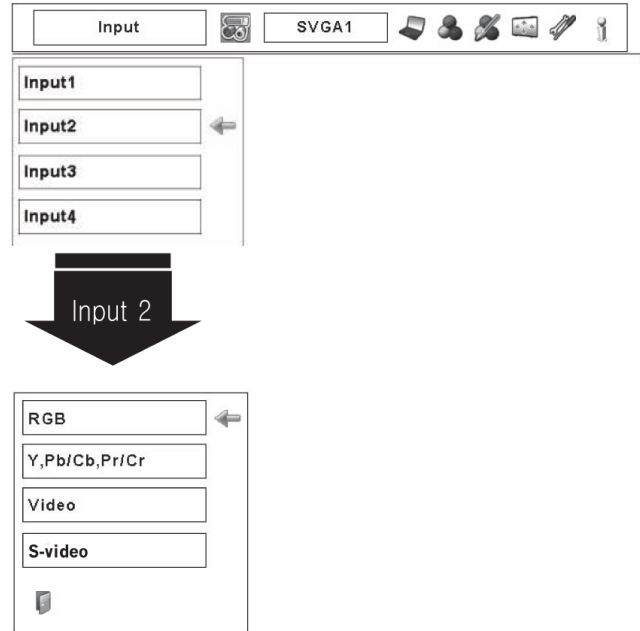 Input SVGA1
Input1
Input2
Input3
Input4
Input 2
RGB
Y,Pb/Cb,Pr/Cr
Video
S-video